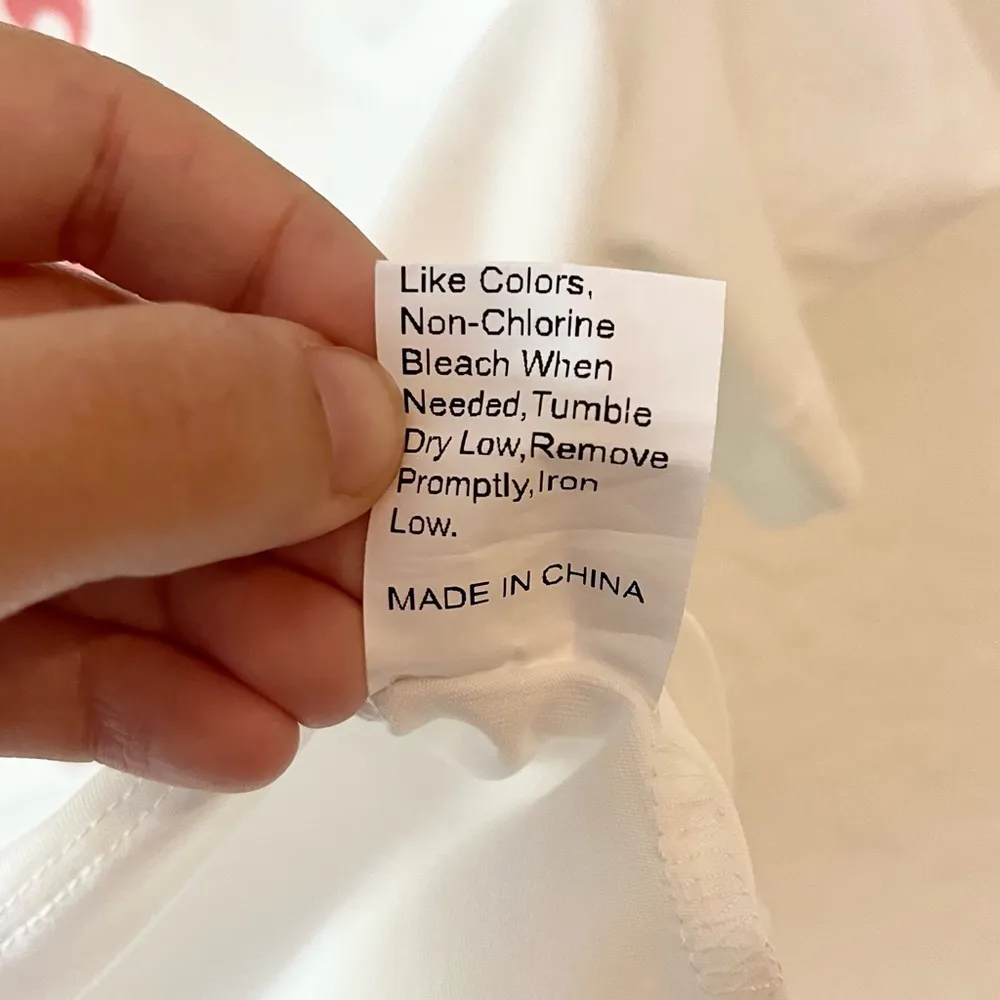 Like Colors,
Non-Chlorine
Bleach When
Needed,Tumble
Dry Low,Remove
Promptly,Iron
Low.
MADE IN CHINA